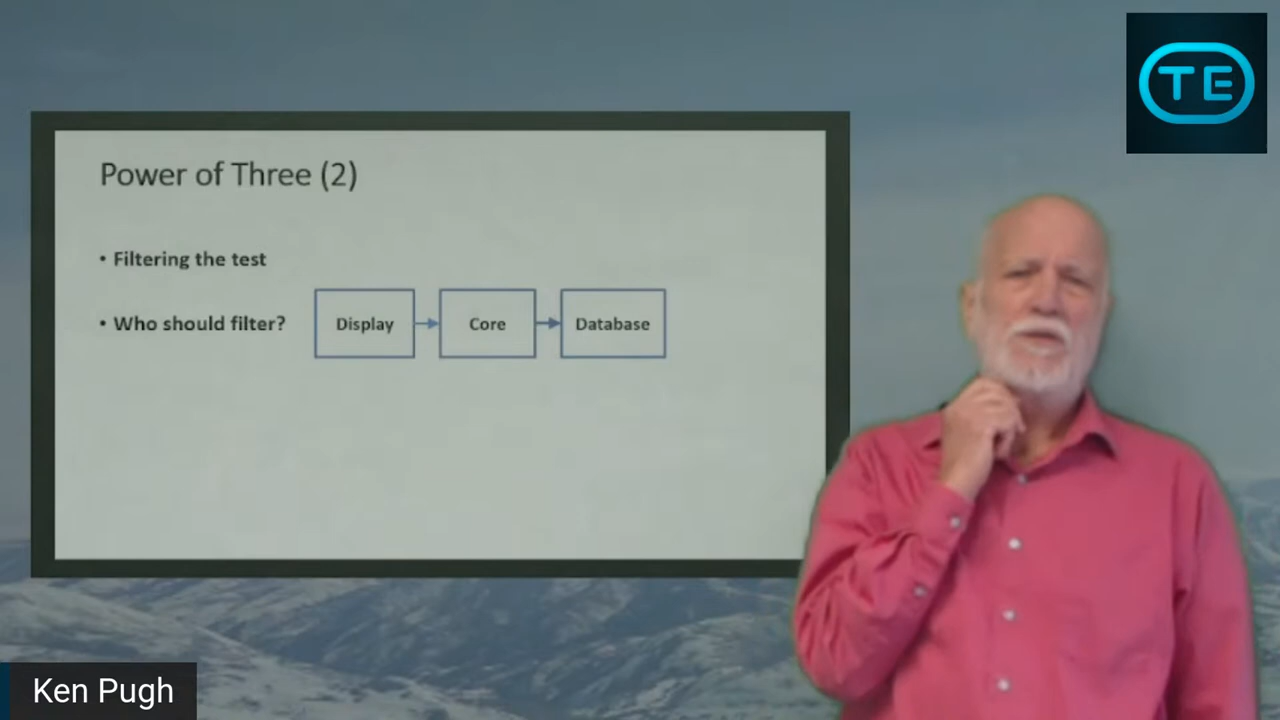 TE
Power of Three (2)
• Filtering the test
• Who should filter?
Display
Core
Database
Ken Pugh